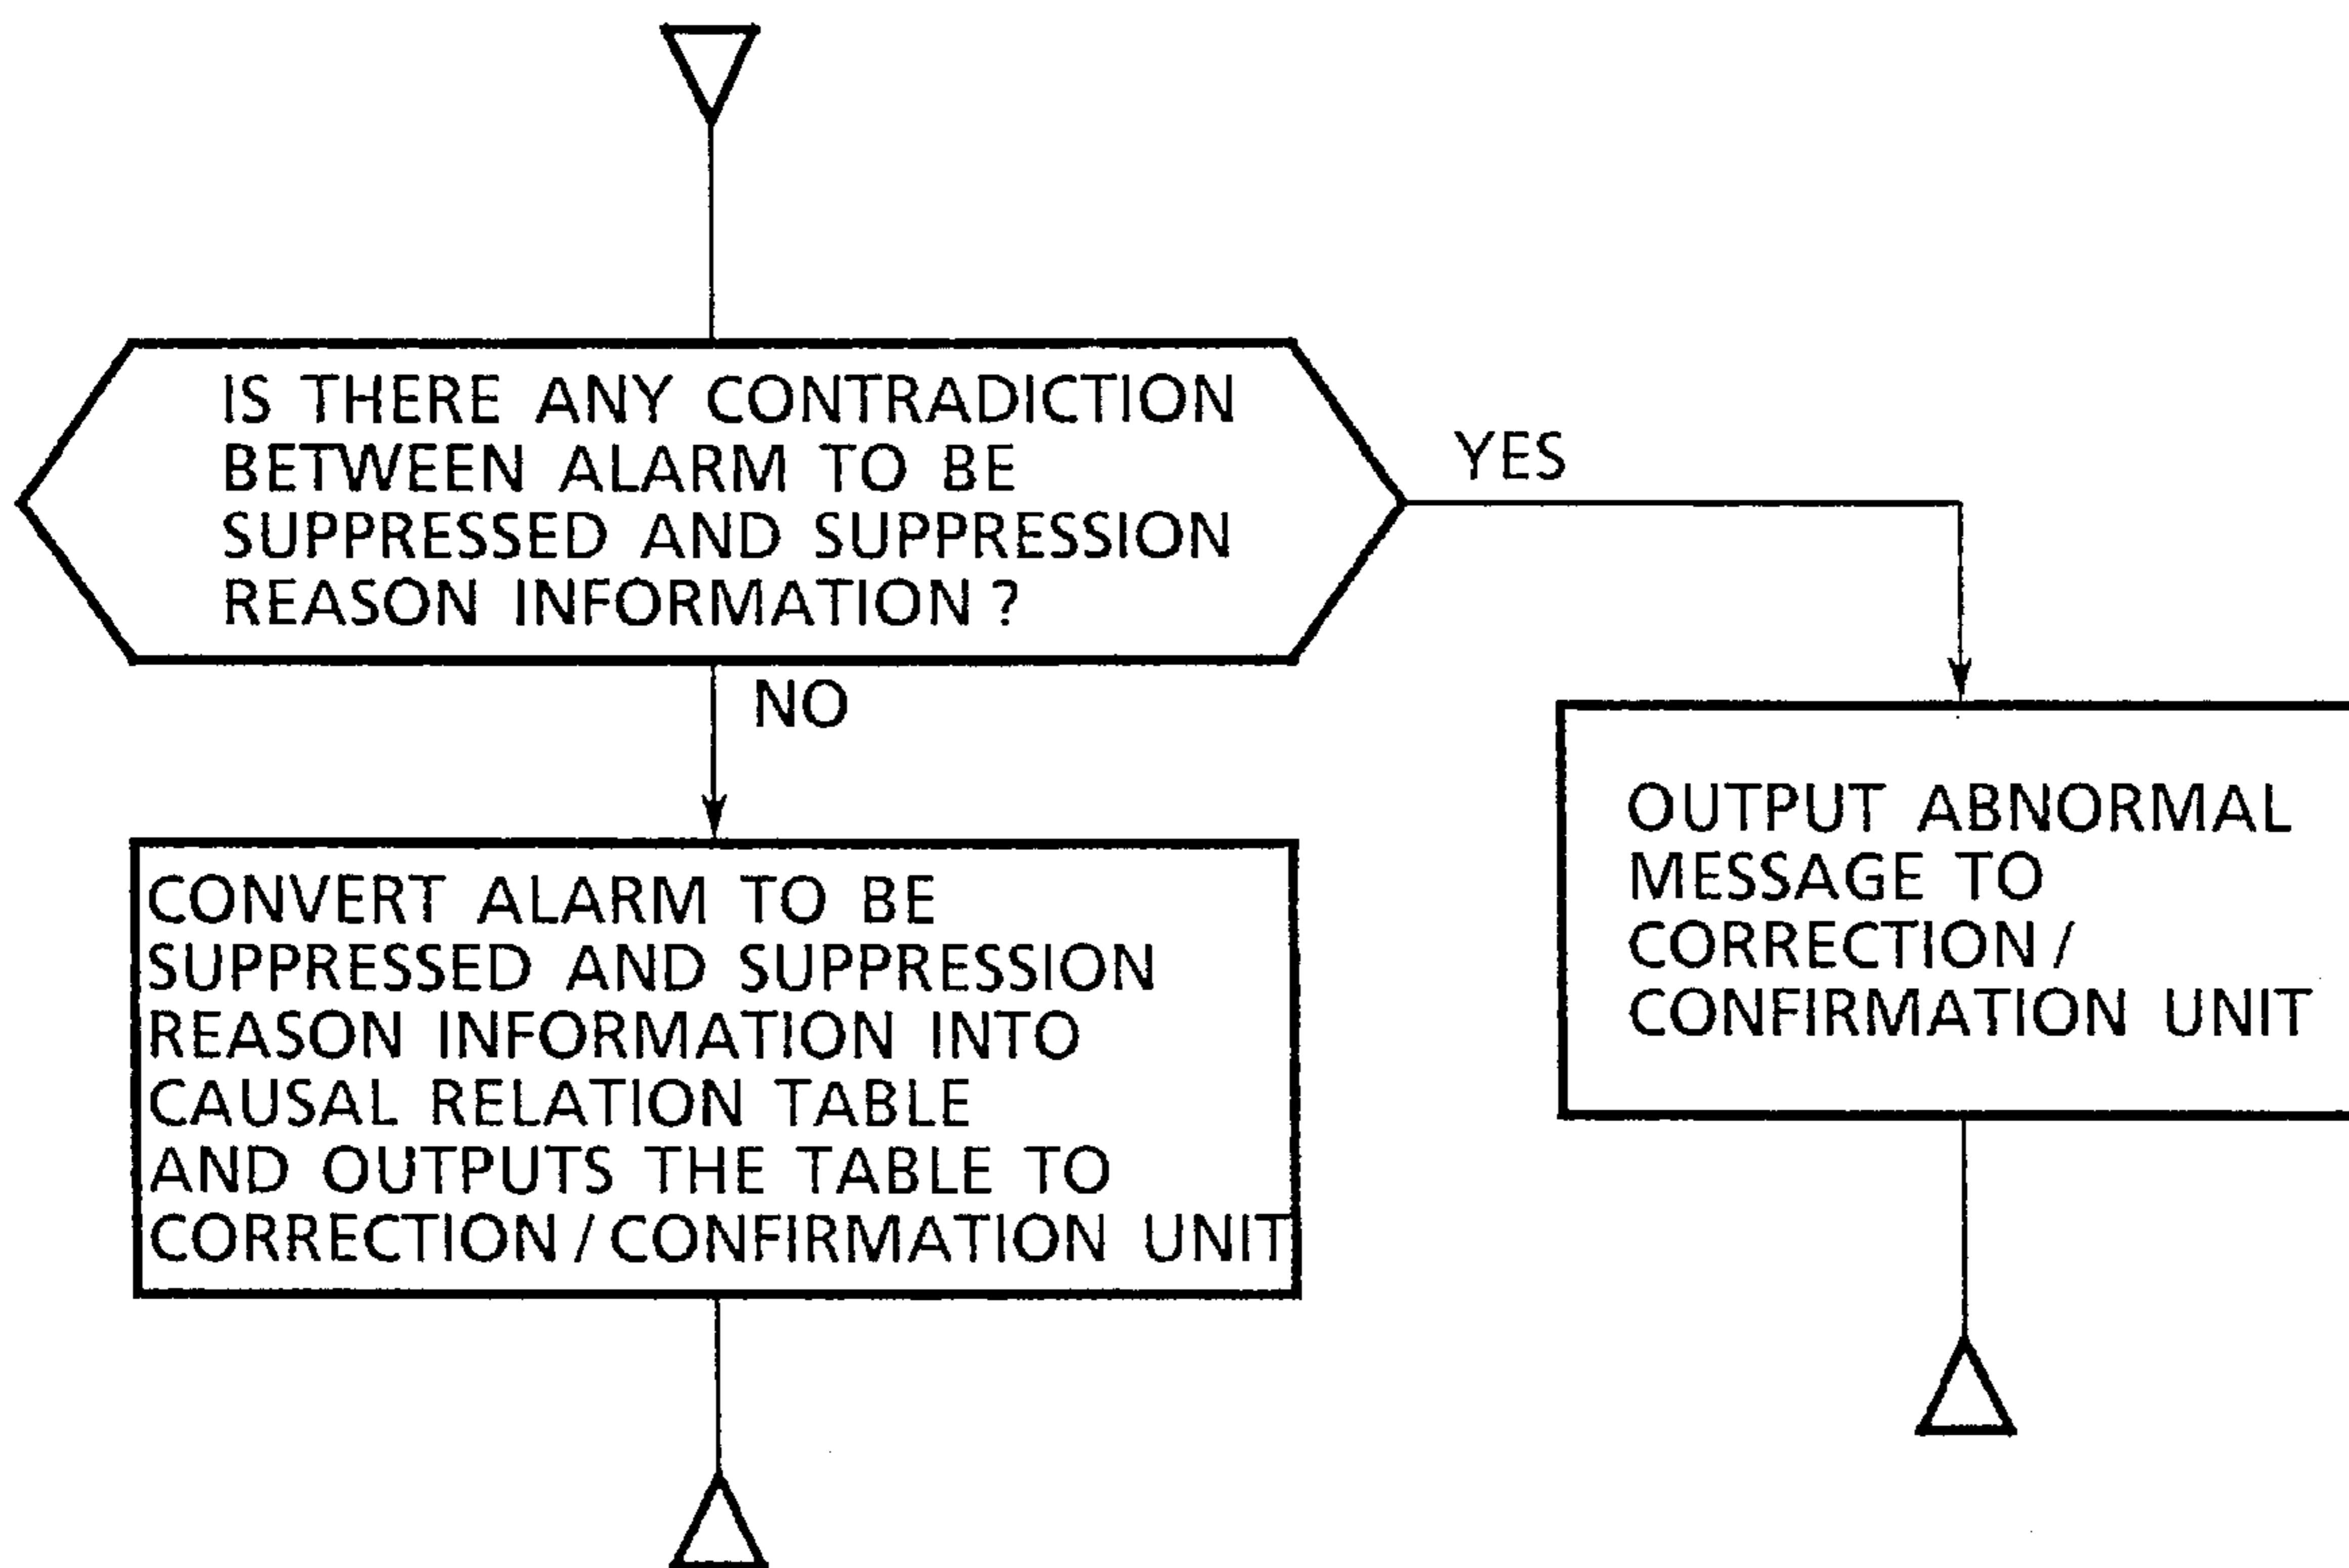 IS THERE ANY CONTRADICTION
BETWEEN ALARM TO BE
SUPPRESSED AND SUPPRESSION
REASON INFORMATION ?
YES
NO
CONVERT ALARM TO BE
SUPPRESSED AND SUPPRESSION
REASON INFORMATION INTO
CAUSAL RELATION TABLE
AND OUTPUTS THE TABLE TO
CORRECTION / CONFIRMATION UNIT
OUTPUT ABNORMAL
MESSAGE TO
CORRECTION /
CONFIRMATION UNIT